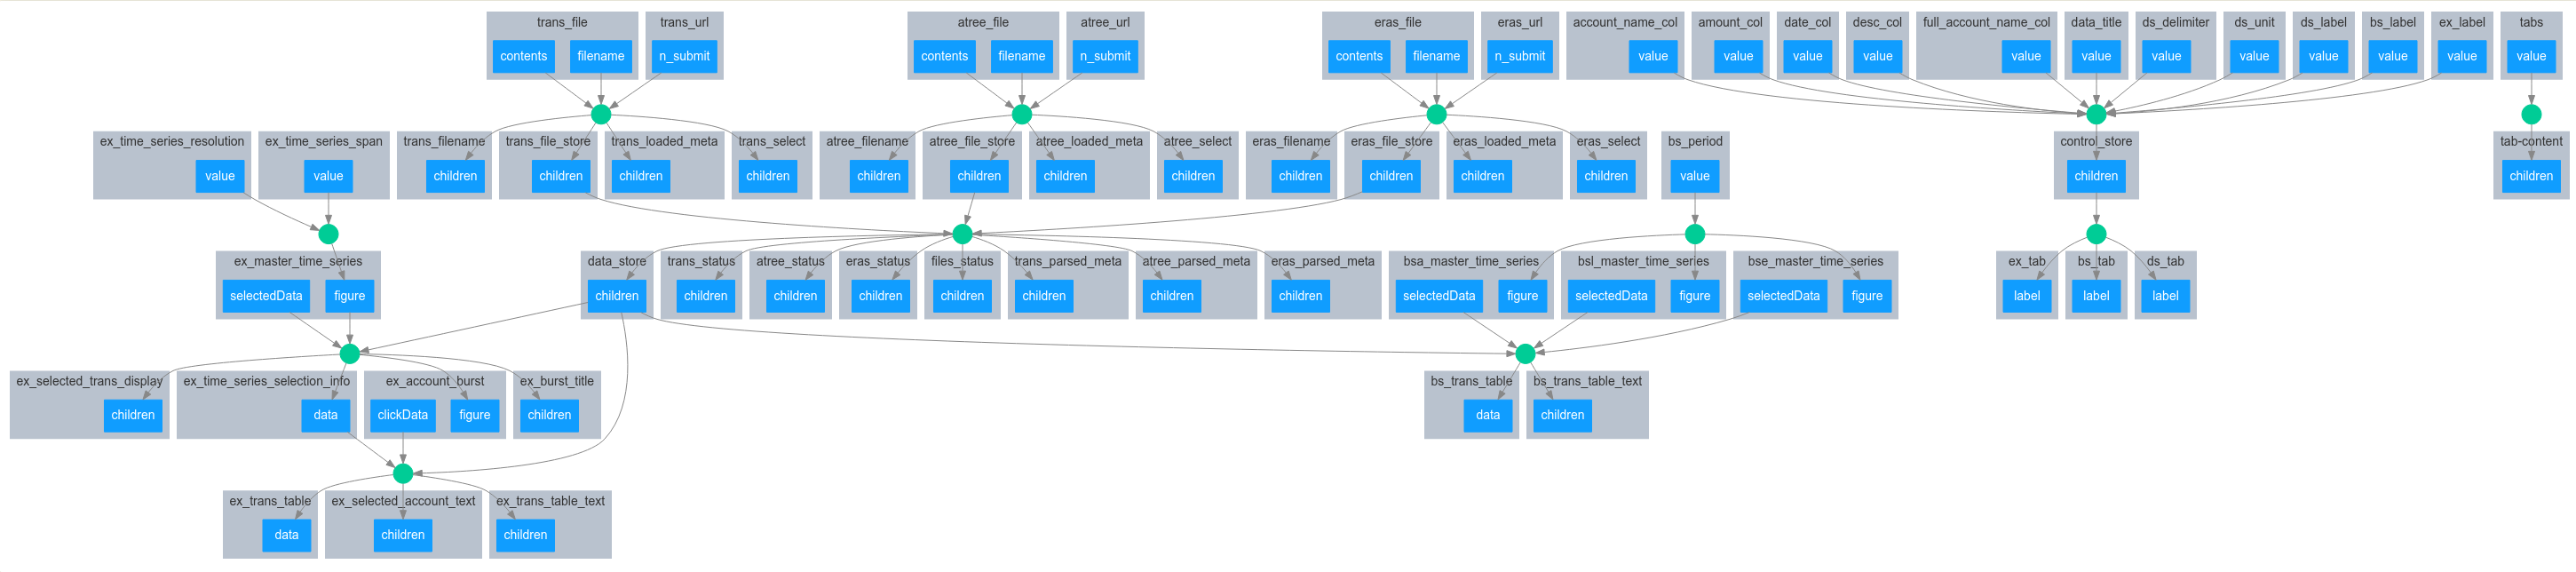 trans_file
trans_url
atree_file
atree_url
eras_file
eras_url
account_name_col
amount_col
date_col
desc_col
full_account_name_col
data_title
ds_delimiter
ds_unit
ds_label
bs_label
ex_label
tabs
contents
filename
n_submit
contents
filename
n_submit
contents
filename
n_submit
value
value
value
value
value
value
value
value
value
value
value
value
ex_time_series_resolution
ex_time_series_span
trans_filename
trans_file_store
trans_loaded_meta
trans_select
atree_filename
atree_file_store
atree_loaded_meta
atree_select
eras_filename
eras_file_store
eras_loaded_meta
eras_select
bs_period
control_store
tab-content
value
value
children
children
children
children
children
children
children
children
children
children
children
children
value
children
children
ex_master_time_series
data_store
trans_status
atree_status
eras_status
files_status
trans_parsed_meta
atree_parsed_meta
eras_parsed_meta
bsa_master_time_series
bsl_master_time_series
bse_master_time_series
ex_tab
bs_tab
ds_tab
selectedData
figure
children
children
children
children
children
children
children
children
selectedData
figure
selectedData
figure
selectedData
figure
label
label
label
ex_selected_trans_display
ex_time_series_selection_info
ex_account_burst
ex_burst_title
bs_trans_table
bs_trans_table_text
children
data
clickData
figure
children
data
children
ex_trans_table
ex_selected_account_text
ex_trans_table_text
data
children
children